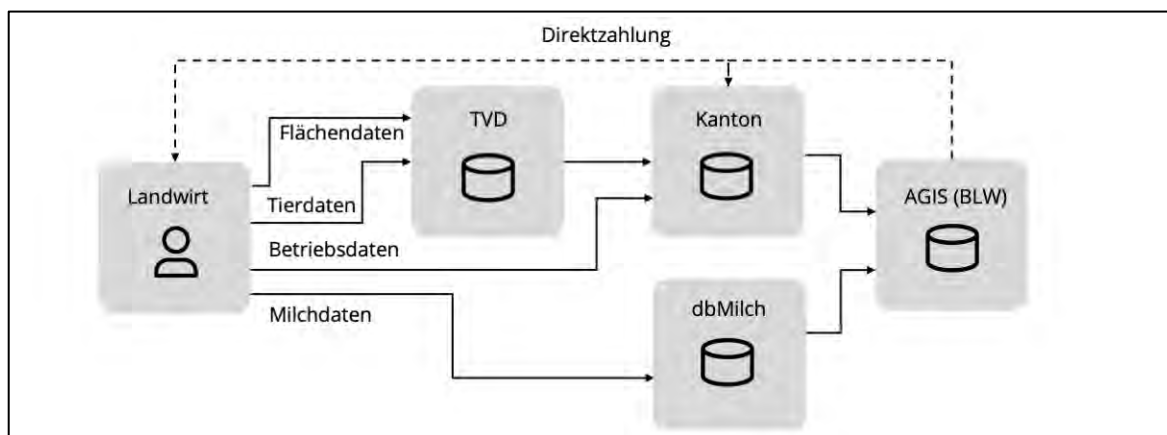 Direktzahlung
TVD
Kanton
Flächendaten
Landwirt
Tierdaten
AGIS (BLW)
Betriebsdaten
Milchdaten
dbMilch